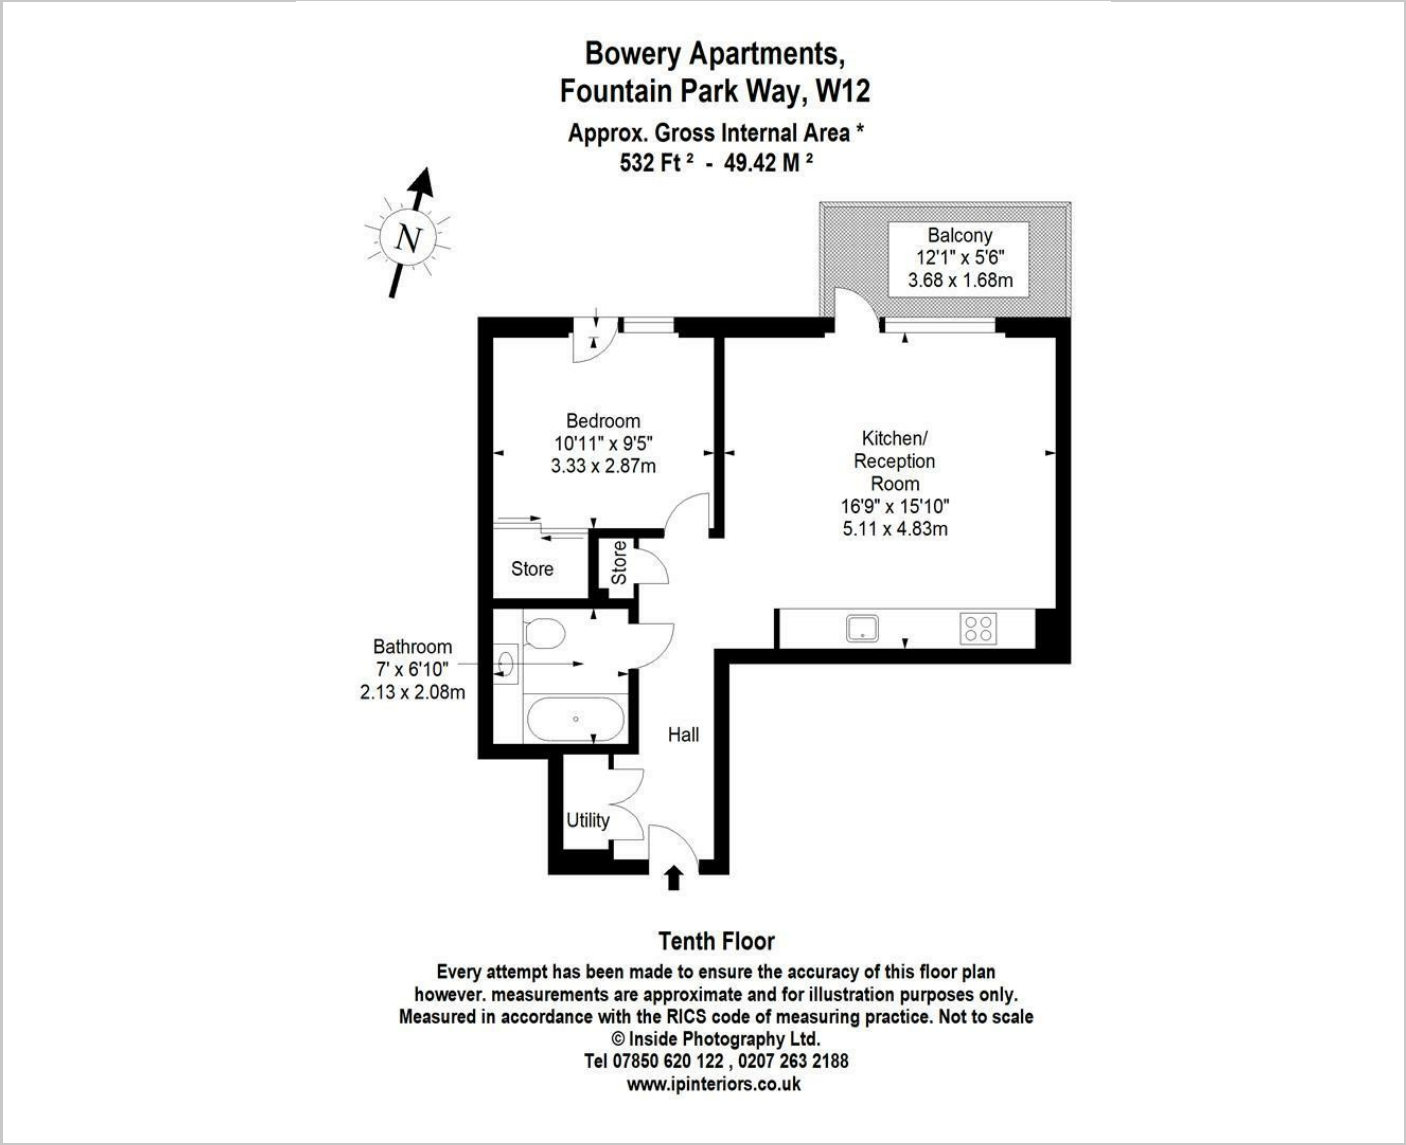 Bowery Apartments,
Fountain Park Way, W12
Approx. Gross Internal Area *
532 Ft ² - 49.42 M ²
N
Balcony
12'1" x 5'6"
3.68 x 1.68m
Bedroom
10'11" x 9'5"
3.33 x 2.87m
Kitchen/
Reception
Room
16'9" x 15'10"
5.11 x 4.83m
Store
Store
Bathroom
7' x 6'10"
2.13 x 2.08m
Hall
Utility
Tenth Floor
Every attempt has been made to ensure the accuracy of this floor plan
however. measurements are approximate and for illustration purposes only.
Measured in accordance with the RICS code of measuring practice. Not to scale
© Inside Photography Ltd.
Tel 07850 620 122 , 0207 263 2188
www.ipinteriors.co.uk